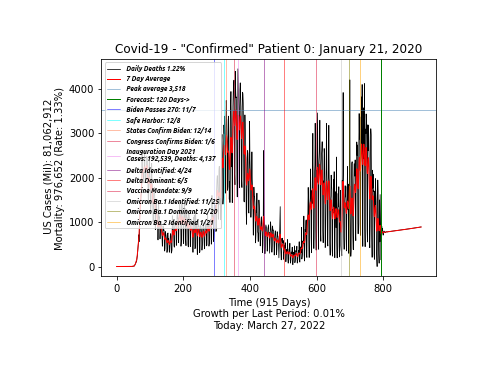 Covid-19 - "Confirmed" Patient 0: January 21, 2020
US Cases (Mil): 81,062,912
Mortality: 976,652 (Rate: 1.33%)
4000
3000
2000
1000
0
Daily Deaths 1.22%
7 Day Average
Peak average 3,518
Forecast: 120 Days->
Biden Passes 270: 11/7
Safe Harbor: 12/8
States Confirm Biden: 12/14
Congress Confirms Biden: 1/6
Inauguration Day 2021
Cases: 192,539, Deaths: 4,137
Delta Identified: 4/24
Delta Dominant: 6/5
Vaccine Mandate: 9/9
Omicron Ba.1 Identified: 11/25
Omicron Ba.1 Dominant 12/20
Omicron Ba.2 Identified 1/21
0 200 400 600 800
Time (915 Days)
Growth per Last Period: 0.01%
Today: March 27, 2022